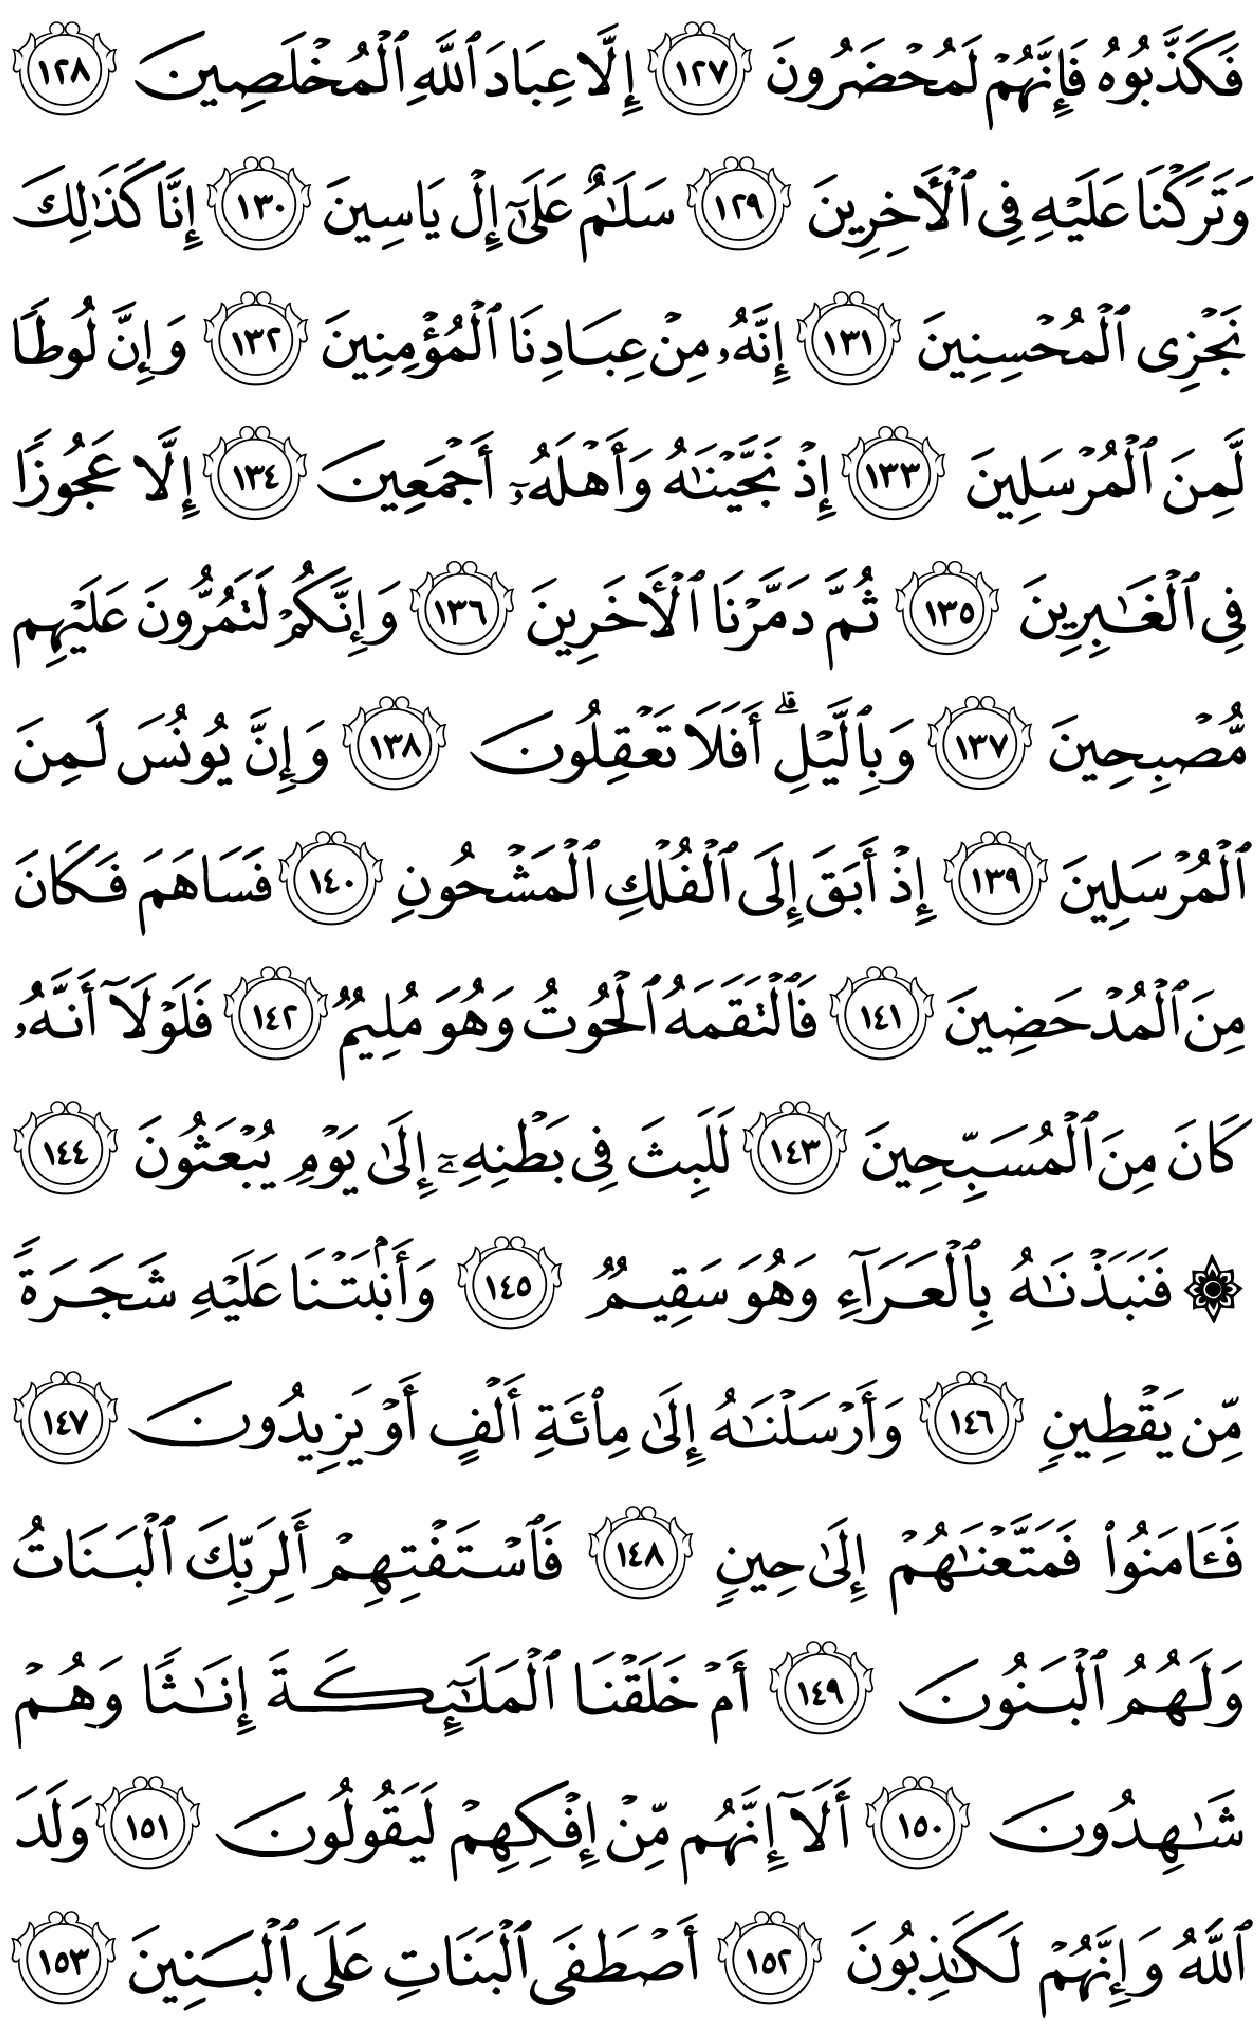 فَكَذَّبُوهُ فَإِنَّهُمْ لَمُحْضَرُونَ ١٢٧ إِلَّا عِبَادَ ٱللَّهِ ٱلْمُخْلَصِينَ ١٢٨
وَتَرَكْنَا عَلَيْهِ فِى ٱلْأَخِرِينَ ١٢٩ سَلَـٰمٌ عَلَىٰٓ إِلْ يَاسِينَ ١٣٠ إِنَّا كَذَٰلِكَ
نَجْزِى ٱلْمُحْسِنِينَ ١٣١ إِنَّهُۥ مِنْ عِبَادِنَا ٱلْمُؤْمِنِينَ ١٣٢ وَإِنَّ لُوطًا
لَّمِنَ ٱلْمُرْسَلِينَ ١٣٣ إِذْ نَجَّيْنَـٰهُ وَأَهْلَهُۥٓ أَجْمَعِينَ ١٣٤ إِلَّا عَجُوزًا
فِى ٱلْغَـٰبِرِينَ ١٣٥ ثُمَّ دَمَّرْنَا ٱلْأَخَرِينَ ١٣٦ وَإِنَّكُمْ لَتَمُرُّونَ عَلَيْهِم
مُّصْبِحِينَ ١٣٧ وَبِٱلَّيْلِ ۗ أَفَلَا تَعْقِلُونَ ١٣٨ وَإِنَّ يُونُسَ لَمِنَ
ٱلْمُرْسَلِينَ ١٣٩ إِذْ أَبَقَ إِلَى ٱلْفُلْكِ ٱلْمَشْحُونِ ١٤٠ فَسَاهَمَ فَكَانَ
مِنَ ٱلْمُدْحَضِينَ ١٤١ فَٱلْتَقَمَهُ ٱلْحُوتُ وَهُوَ مُلِيمٌ ١٤٢ فَلَوْلَآ أَنَّهُۥ
كَانَ مِنَ ٱلْمُسَبِّحِينَ ١٤٣ لَلَبِثَ فِى بَطْنِهِۦٓ إِلَىٰ يَوْمِ يُبْعَثُونَ ١٤٤
۞ فَنَبَذْنَـٰهُ بِٱلْعَرَآءِ وَهُوَ سَقِيمٌ ١٤٥ وَأَنۢبَتْنَا عَلَيْهِ شَجَرَةً
مِّن يَقْطِينٍ ١٤٦ وَأَرْسَلْنَـٰهُ إِلَىٰ مِا۟ئَةِ أَلْفٍ أَوْ يَزِيدُونَ ١٤٧
فَـَٔامَنُوا۟ فَمَتَّعْنَـٰهُمْ إِلَىٰ حِينٍ ١٤٨ فَٱسْتَفْتِهِمْ أَلِرَبِّكَ ٱلْبَنَاتُ
وَلَهُمُ ٱلْبَنُونَ ١٤٩ أَمْ خَلَقْنَا ٱلْمَلَـٰٓئِكَةَ إِنَـٰثًا وَهُمْ
شَـٰهِدُونَ ١٥٠ أَلَآ إِنَّهُم مِّنْ إِفْكِهِمْ لَيَقُولُونَ ١٥١ وَلَدَ
ٱللَّهُ وَإِنَّهُمْ لَكَـٰذِبُونَ ١٥٢ أَصْطَفَى ٱلْبَنَاتِ عَلَى ٱلْبَنِينَ ١٥٣